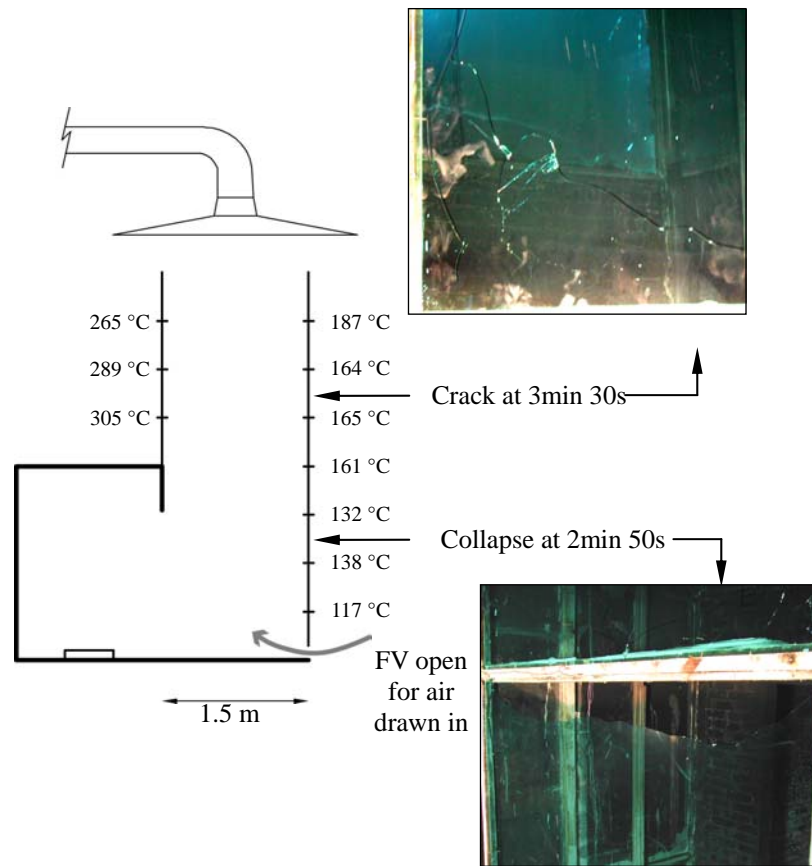 265 °C
187 °C
289 °C
164 °C
Crack at 3min 30s
305 °C
165 °C
161 °C
132 °C
Collapse at 2min 50s
138 °C
117 °C
FV open
for air
drawn in
1.5 m